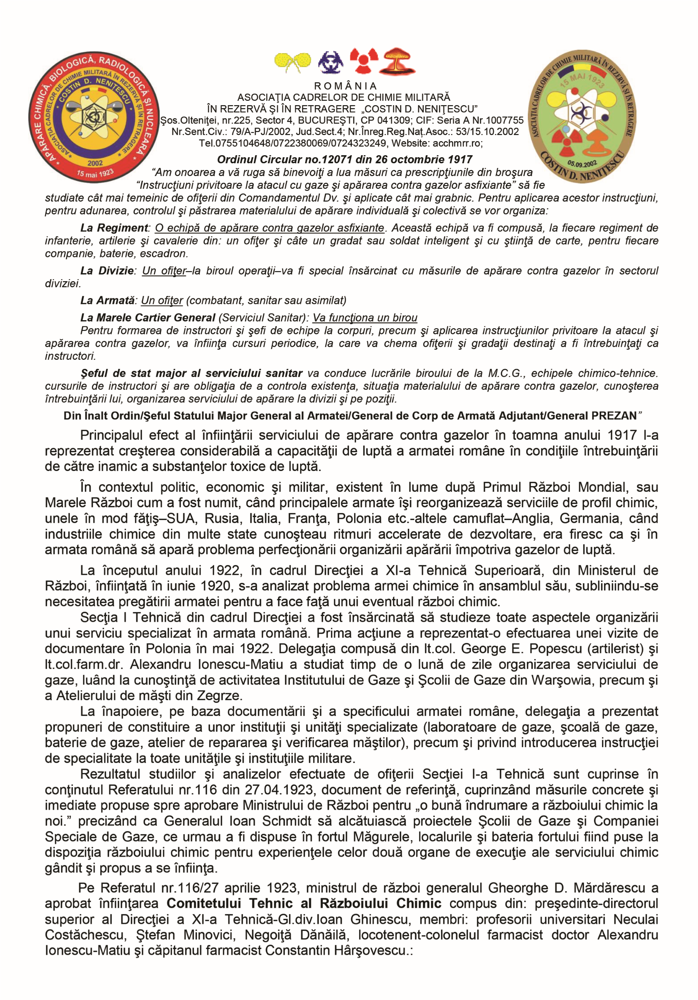 APĂRARE CHIMICĂ, BIOLOGICĂ, RADIOLOGICĂ ŞI NUCLEARĂ
ASOCIAŢIA CADRELOR DE CHIMIE MILITARĂ ÎN REZERVĂ ŞI ÎN RETRAGERE
COSTIN D. NENIŢESCU
2002
15 mai 1923
ASOCIAŢIA CADRELOR DE CHIMIE MILITARĂ ÎN REZERVĂ ŞI ÎN RETRAGERE
15 MAI 1923
05.09.2002
COSTIN D. NENIŢESCU
R O M Â N I A
ASOCIAŢIA CADRELOR DE CHIMIE MILITARĂ
ÎN REZERVĂ ŞI ÎN RETRAGERE „COSTIN D. NENIŢESCU”
Şos.Olteniţei, nr.225, Sector 4, BUCUREŞTI, CP 041309; CIF: Seria A Nr.1007755
Nr.Sent.Civ.: 79/A-PJ/2002, Jud.Sect.4; Nr.Înreg.Reg.Naț.Asoc.: 53/15.10.2002
Tel.0755104648/0722380069/0724323249, Website: acchmrr.ro;
Ordinul Circular no.12071 din 26 octombrie 1917
“Am onoarea a vă ruga să binevoiţi a lua măsuri ca prescripţiunile din broşura
“Instrucţiuni privitoare la atacul cu gaze şi apărarea contra gazelor asfixiante” să fie
studiate cât mai temeinic de ofiţerii din Comandamentul Dv. şi aplicate cât mai grabnic. Pentru aplicarea acestor instrucţiuni,
pentru adunarea, controlul şi păstrarea materialului de apărare individuală şi colectivă se vor organiza:
La Regiment: O echipă de apărare contra gazelor asfixiante. Această echipă va fi compusă, la fiecare regiment de
infanterie, artilerie şi cavalerie din: un ofiţer şi câte un gradat sau soldat inteligent şi cu ştiinţă de carte, pentru fiecare
companie, baterie, escadron.
La Divizie: Un ofiţer–la biroul operaţii–va fi special însărcinat cu măsurile de apărare contra gazelor în sectorul
diviziei.
La Armată: Un ofiţer (combatant, sanitar sau asimilat)
La Marele Cartier General (Serviciul Sanitar): Va funcţiona un birou
Pentru formarea de instructori şi şefi de echipe la corpuri, precum şi aplicarea instrucţiunilor privitoare la atacul şi
apărarea contra gazelor, va înfiinţa cursuri periodice, la care va chema ofiţerii şi gradaţii destinaţi a fi întrebuinţaţi ca
instructori.
Şeful de stat major al serviciului sanitar va conduce lucrările biroului de la M.C.G., echipele chimico-tehnice.
cursurile de instructori şi are obligaţia de a controla existenţa, situaţia materialului de apărare contra gazelor, cunoşterea
întrebuinţării lui, organizarea serviciului de apărare la divizii şi pe poziţii.
Din Înalt Ordin/Şeful Statului Major General al Armatei/General de Corp de Armată Adjutant/General PREZAN”
Principalul efect al înfiinţării serviciului de apărare contra gazelor în toamna anului 1917 l-a
reprezentat creşterea considerabilă a capacităţii de luptă a armatei române în condiţiile întrebuinţării
de către inamic a substanţelor toxice de luptă.
În contextul politic, economic şi militar, existent în lume după Primul Război Mondial, sau
Marele Război cum a fost numit, când principalele armate îşi reorganizează serviciile de profil chimic,
unele în mod făţiş–SUA, Rusia, Italia, Franţa, Polonia etc.-altele camuflat–Anglia, Germania, când
industriile chimice din multe state cunoşteau ritmuri accelerate de dezvoltare, era firesc ca şi în
armata română să apară problema perfecţionării organizării apărării împotriva gazelor de luptă.
La începutul anului 1922, în cadrul Direcţiei a XI-a Tehnică Superioară, din Ministerul de
Război, înfiinţată în iunie 1920, s-a analizat problema armei chimice în ansamblul său, subliniindu-se
necesitatea pregătirii armatei pentru a face faţă unui eventual război chimic.
Secţia I Tehnică din cadrul Direcţiei a fost însărcinată să studieze toate aspectele organizării
unui serviciu specializat în armata română. Prima acţiune a reprezentat-o efectuarea unei vizite de
documentare în Polonia în mai 1922. Delegaţia compusă din lt.col. George E. Popescu (artilerist) şi
lt.col.farm.dr. Alexandru Ionescu-Matiu a studiat timp de o lună de zile organizarea serviciului de
gaze, luând la cunoştinţă de activitatea Institutului de Gaze şi Şcolii de Gaze din Warşowia, precum şi
a Atelierului de măşti din Zegrze.
La înapoiere, pe baza documentării şi a specificului armatei române, delegaţia a prezentat
propuneri de constituire a unor instituţii şi unităţi specializate (laboratoare de gaze, şcoală de gaze,
baterie de gaze, atelier de repararea şi verificarea măştilor), precum şi privind introducerea instrucţiei
de specialitate la toate unităţile şi instituţiile militare.
Rezultatul studiilor şi analizelor efectuate de ofiţerii Secţiei I-a Tehnică sunt cuprinse în
conţinutul Referatului nr.116 din 27.04.1923, document de referinţă, cuprinzând măsurile concrete şi
imediate propuse spre aprobare Ministrului de Război pentru „o bună îndrumare a războiului chimic la
noi.” precizând ca Generalul Ioan Schmidt să alcătuiască proiectele Şcolii de Gaze şi Companiei
Speciale de Gaze, ce urmau a fi dispuse în fortul Măgurele, localurile şi bateria fortului fiind puse la
dispoziţia războiului chimic pentru experienţele celor două organe de execuţie ale serviciului chimic
gândit şi propus a se înfiinţa.
Pe Referatul nr.116/27 aprilie 1923, ministrul de război generalul Gheorghe D. Mărdărescu a
aprobat înfiinţarea Comitetului Tehnic al Războiului Chimic compus din: preşedinte-directorul
superior al Direcţiei a XI-a Tehnică-Gl.div.Ioan Ghinescu, membri: profesorii universitari Neculai
Costăchescu, Ştefan Minovici, Negoiţă Dănăilă, locotenent-colonelul farmacist doctor Alexandru
Ionescu-Matiu şi căpitanul farmacist Constantin Hârşovescu.: